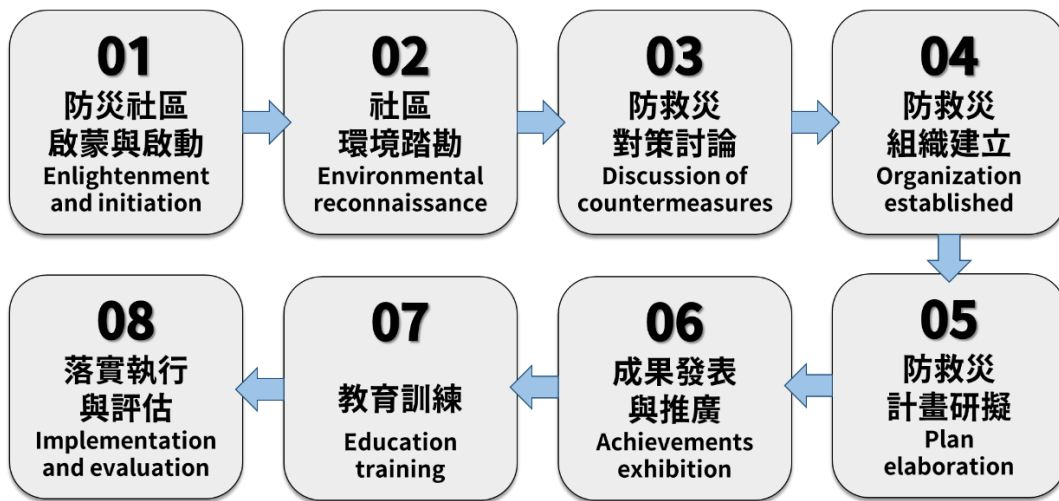 01
防災社區
啟蒙與啟動
Enlightenment
and initiation
02
社區
環境踏勘
Environmental
reconnaissance
03
防救災
對策討論
Discussion of
countermeasures
04
防救災
組織建立
Organization
established
05
防救災
計畫研擬
Plan
elaboration
06
成果發表
與推廣
Achievements
exhibition
07
教育訓練
Education
training
08
落實執行
與評估
Implementation
and evaluation